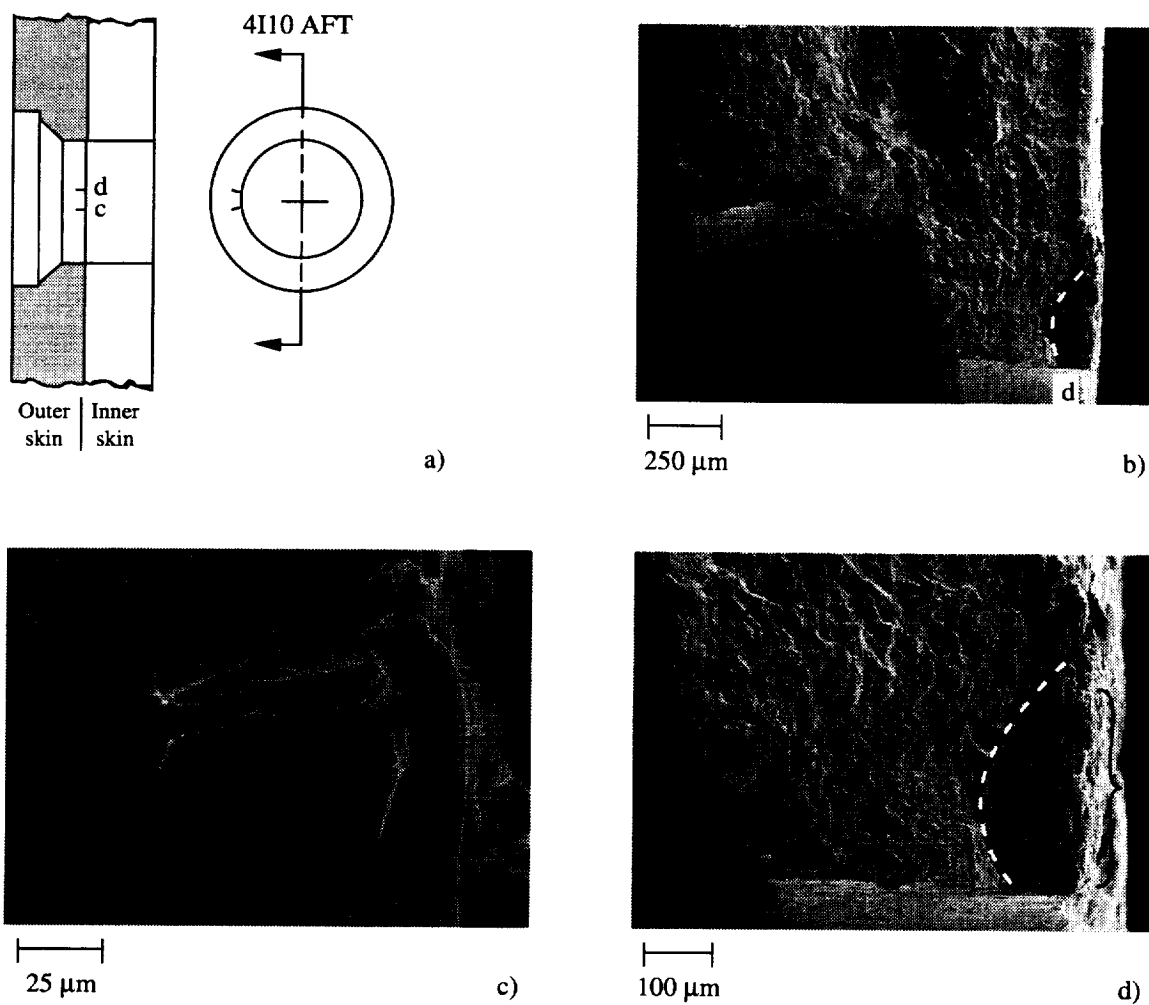 4I10 AFT
d
c
Outer skin
Inner skin
a)
d
250 µm
b)
25 µm
c)
100 µm
d)